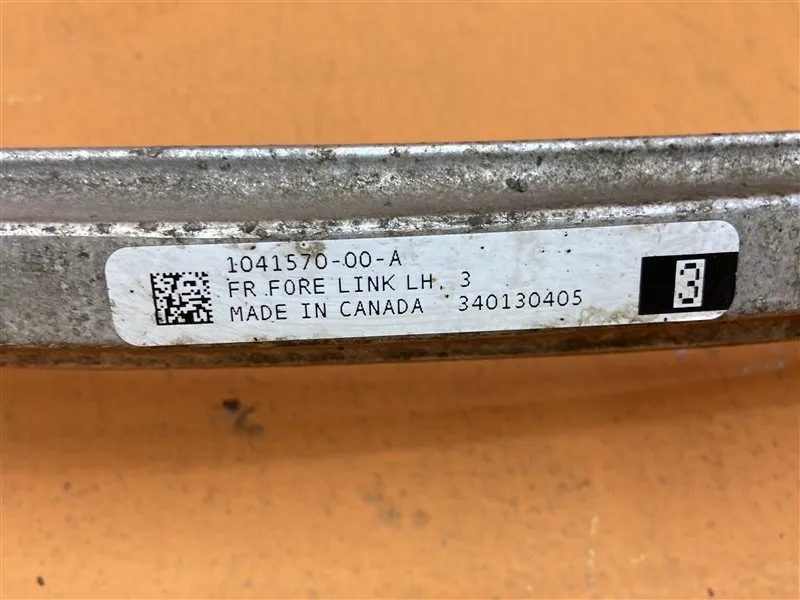 1041570-00-A
FR FORE LINK LH. 3
MADE IN CANADA 340130405
3